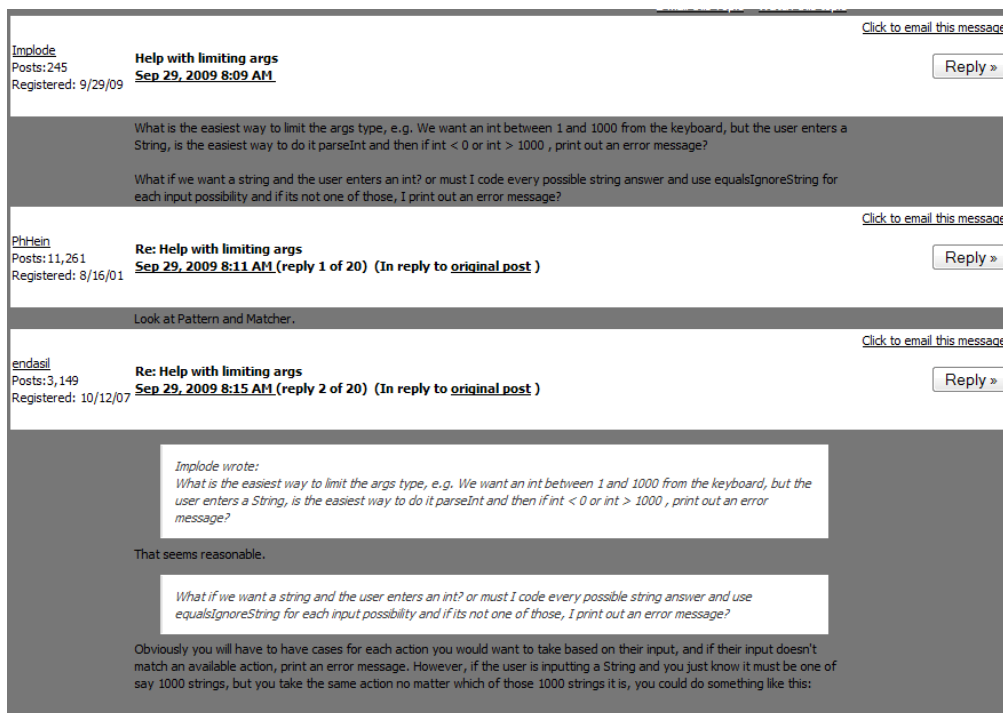 Click to email this message
Implode
Posts:245
Registered: 9/29/09
Help with limiting args
Sep 29, 2009 8:09 AM
Reply »
What is the easiest way to limit the args type, e.g. We want an int between 1 and 1000 from the keyboard, but the user enters a
String, is the easiest way to do it parseInt and then if int < 0 or int > 1000 , print out an error message?
What if we want a string and the user enters an int? or must I code every possible string answer and use equalsIgnoreString for
each input possibility and if its not one of those, I print out an error message?
Click to email this message
PhHein
Posts:11,261
Registered: 8/16/01
Re: Help with limiting args
Sep 29, 2009 8:11 AM (reply 1 of 20) (In reply to original post )
Reply »
Look at Pattern and Matcher.
Click to email this message
endasil
Posts:3,149
Registered: 10/12/07
Re: Help with limiting args
Sep 29, 2009 8:15 AM (reply 2 of 20) (In reply to original post )
Reply »
Implode wrote:
What is the easiest way to limit the args type, e.g. We want an int between 1 and 1000 from the keyboard, but the
user enters a String, is the easiest way to do it parseInt and then if int < 0 or int > 1000 , print out an error
message?
That seems reasonable.
What if we want a string and the user enters an int? or must I code every possible string answer and use
equalsIgnoreString for each input possibility and if its not one of those, I print out an error message?
Obviously you will have to have cases for each action you would want to take based on their input, and if their input doesn't
match an available action, print an error message. However, if the user is inputting a String and you just know it must be one of
say 1000 strings, but you take the same action no matter which of those 1000 strings it is, you could do something like this: